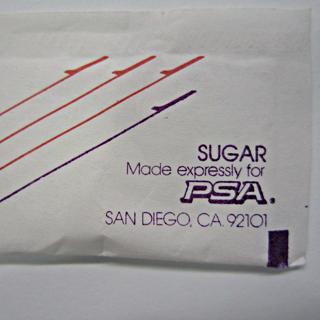 SUGAR
Made expressly for
PSA.
SAN DIEGO, CA. 92101